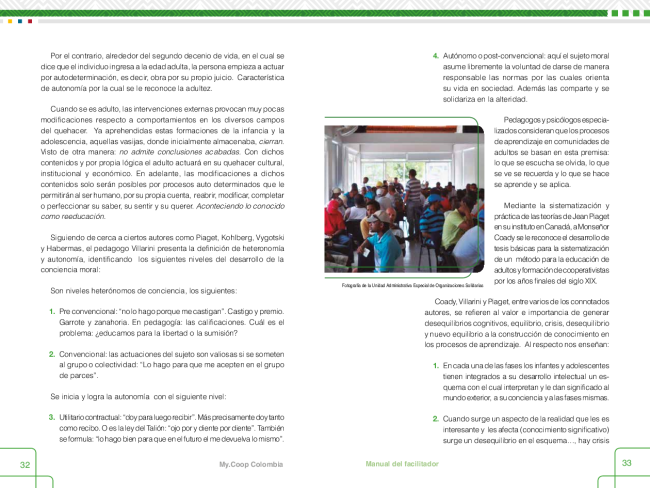 Por el contrario, alrededor del segundo decenio de vida, en el cual se
dice que el individuo ingresa a la edad adulta, la persona empieza a actuar
por autodeterminación, es decir, obra por su propio juicio. Característica
de autonomía por la cual se le reconoce la adultez.
Cuando se es adulto, las intervenciones externas provocan muy pocas
modificaciones respecto a comportamientos en los diversos campos
del quehacer. Ya aprehendidas estas formaciones de la infancia y la
adolescencia, aquellas vasijas, donde inicialmente almacenaba, cierran.
Visto de otra manera: no admite conclusiones acabadas. Con dichos
contenidos y por propia lógica el adulto actuará en su quehacer cultural,
institucional y económico. En adelante, las modificaciones a dichos
contenidos solo serán posibles por procesos auto determinados que le
permitirán al ser humano, por su propia cuenta, reabrir, modificar, completar
o perfeccionar su saber, su sentir y su querer. Aconteciendo lo conocido
como reeducación.
Siguiendo de cerca a ciertos autores como Piaget, Kohlberg, Vygotski
y Habermas, el pedagogo Villarini presenta la definición de heteronomía
y autonomía, identificando los siguientes niveles del desarrollo de la
conciencia moral:
Son niveles heterónomos de conciencia, los siguientes:
1. Pre convencional: “no lo hago porque me castigan”. Castigo y premio.
Garrote y zanahoria. En pedagogía: las calificaciones. Cuál es el
problema: ¿educamos para la libertad o la sumisión?
2. Convencional: las actuaciones del sujeto son valiosas si se someten
al grupo o colectividad: “Lo hago para que me acepten en el grupo
de parces”.
Se inicia y logra la autonomía con el siguiente nivel:
3. Utilitario contractual: “doy para luego recibir”. Más precisamente doy tanto
como recibo. O es la ley del Talión: “ojo por y diente por diente”. También
se formula: “lo hago bien para que en el futuro el me devuelva lo mismo”.
32
My.Coop Colombia
4. Autónomo o post-convencional: aquí el sujeto moral
asume libremente la voluntad de darse de manera
responsable las normas por las cuales orienta
su vida en sociedad. Además las comparte y se
solidariza en la alteridad.
Pedagogos y psicólogos especia-
lizados consideran que los procesos
de aprendizaje en comunidades de
adultos se basan en esta premisa:
lo que se escucha se olvida, lo que
se ve se recuerda y lo que se hace
se aprende y se aplica.
Mediante la sistematización y
práctica de las teorías de Jean Piaget
en su instituto en Canadá, a Monseñor
Coady se le reconoce el desarrollo de
tesis básicas para la sistematización
de un método para la educación de
adultos y formación de cooperativistas
por los años finales del siglo XIX.
Fotografía de la Unidad Administrativa Especial de Organizaciones Solidarias
Coady, Villarini y Piaget, entre varios de los connotados
autores, se refieren al valor e importancia de generar
desequilibrios cognitivos, equilibrio, crisis, desequilibrio
y nuevo equilibrio a la construcción de conocimiento en
los procesos de aprendizaje. Al respecto nos enseñan:
1. En cada una de las fases los infantes y adolescentes
tienen integrados a su desarrollo intelectual un es-
quema con el cual interpretan y le dan significado al
mundo exterior, a su conciencia y a las fases mismas.
2. Cuando surge un aspecto de la realidad que les es
interesante y les afecta (conocimiento significativo)
surge un desequilibrio en el esquema…, hay crisis
Manual del facilitador
33